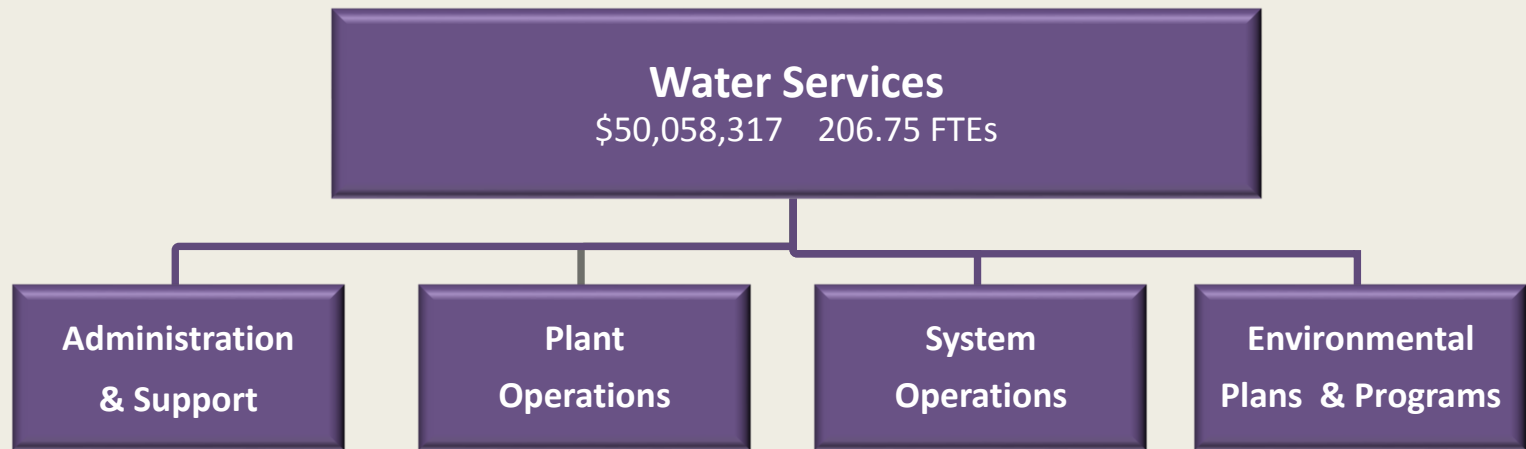 Water Services
$50,058,317 206.75 FTEs
Administration
& Support
Plant
Operations
System
Operations
Environmental
Plans & Programs